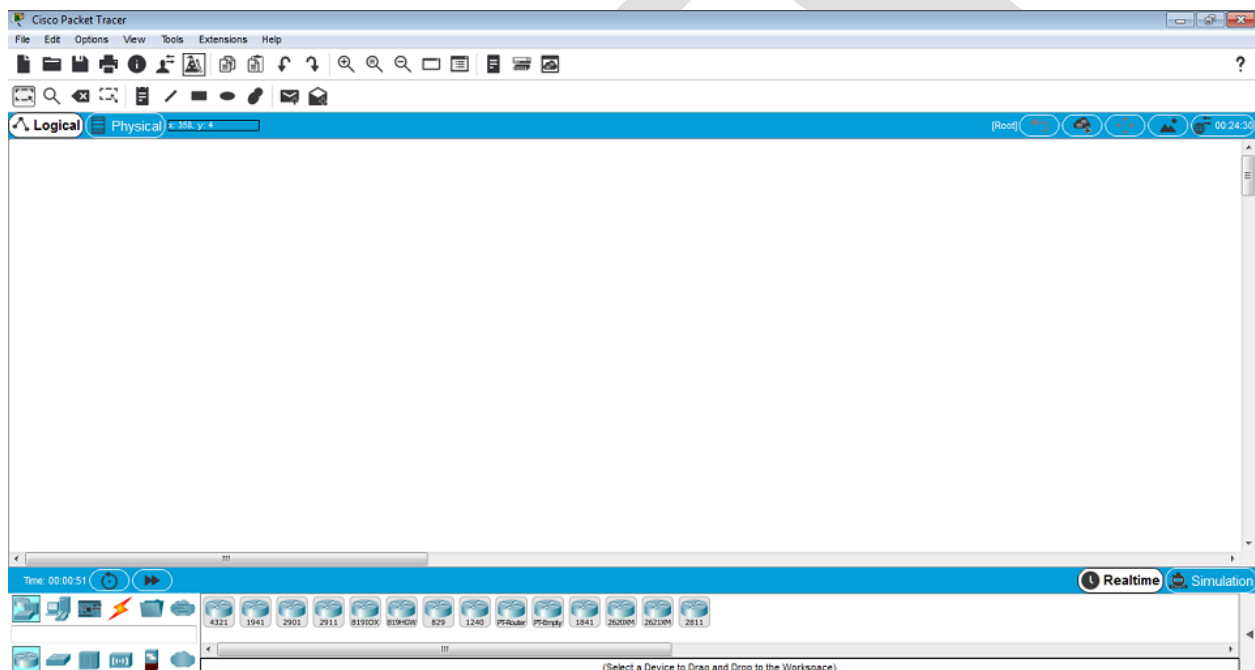 Cisco Packet Tracer
File Edit Options View Tools Extensions Help
?
Logical Physical x: 358, y: 4 [Root] 00:24:30
Time: 00:00:51 Realtime Simulation
4321 1941 2901 2911 819IOX 819HGW 829 1240 PT-Router PT-Empty 1841 2620XM 2621XM 2811
(Select a Device to Drag and Drop to the Workspace)